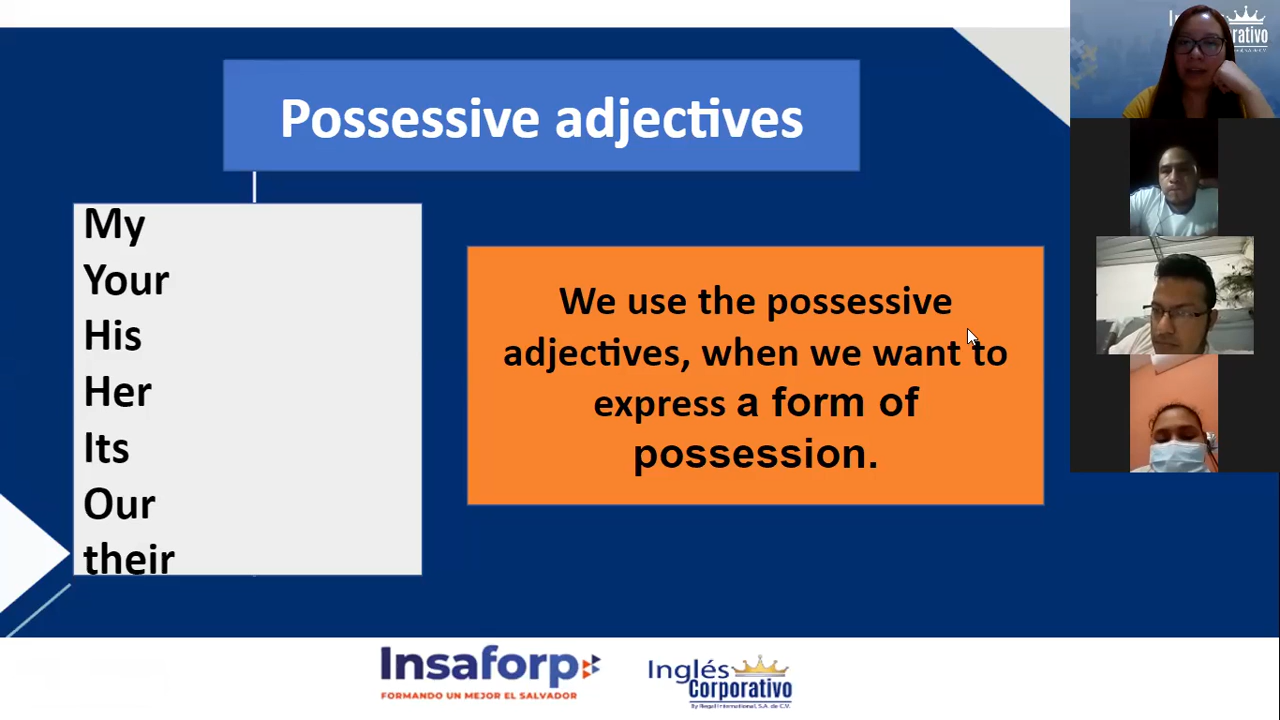 Possessive adjectives
My
Your
His
Her
Its
Our
their
We use the possessive
adjectives, when we want to
express a form of
possession.
Insaforp
FORMANDO UN MEJOR EL SALVADOR
Inglés
Corporativo
By Regal International, S.A. de C.V.